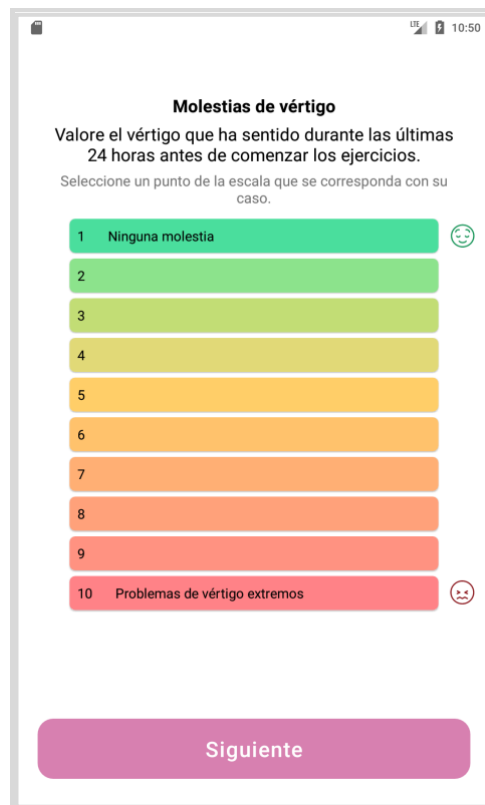 LTE 10:50
Molestias de vértigo
Valore el vértigo que ha sentido durante las últimas
24 horas antes de comenzar los ejercicios.
Seleccione un punto de la escala que se corresponda con su
caso.
1 Ninguna molestia
2
3
4
5
6
7
8
9
10 Problemas de vértigo extremos
Siguiente